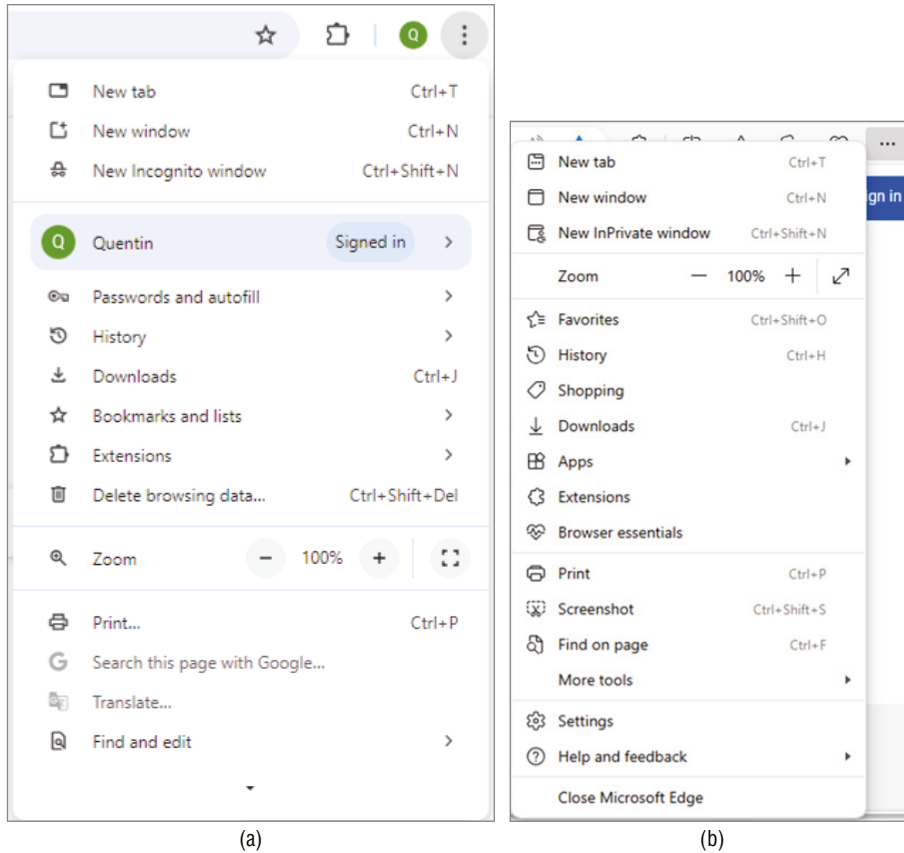 Q
New tab Ctrl+T
New window Ctrl+N
New Incognito window Ctrl+Shift+N
Q Quentin Signed in
Passwords and autofill
History
Downloads Ctrl+J
Bookmarks and lists
Extensions
Delete browsing data... Ctrl+Shift+Del
Zoom − 100% +
Print... Ctrl+P
G Search this page with Google...
Translate...
Find and edit
(a)
gn in
New tab Ctrl+T
New window Ctrl+N
New InPrivate window Ctrl+Shift+N
Zoom − 100% +
Favorites Ctrl+Shift+O
History Ctrl+H
Shopping
Downloads Ctrl+J
Apps
Extensions
Browser essentials
Print Ctrl+P
Screenshot Ctrl+Shift+S
Find on page Ctrl+F
More tools
Settings
Help and feedback
Close Microsoft Edge
(b)